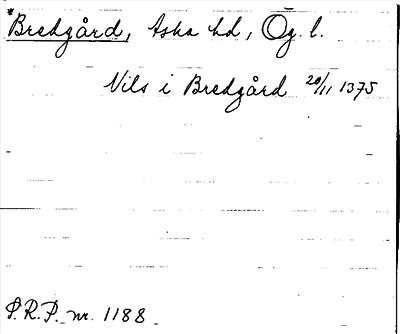 *Bredgård, Aska hd, Ög. l.
Nils i Bredgård 20/11 1375
P.R.P. nr. 1188